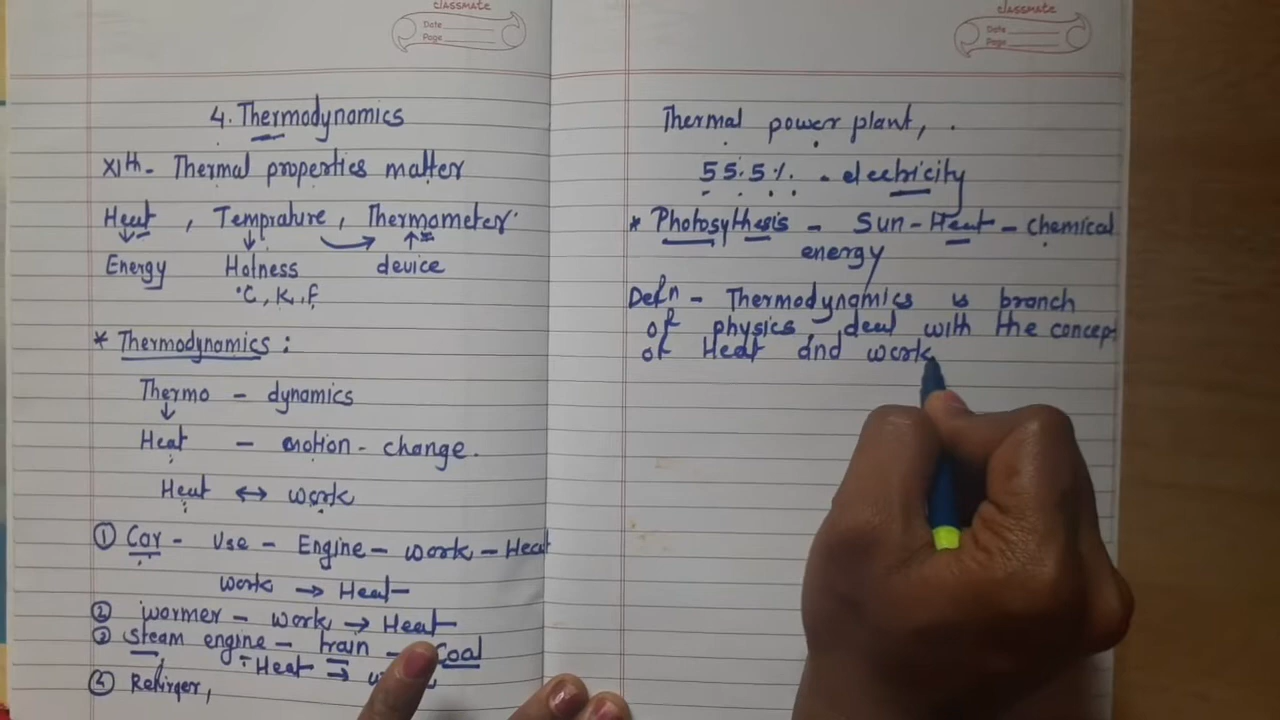 classmate
Date
Page
4. Thermodynamics
XIth - Thermal properties matter
Heat , Temprature , Thermometer
Energy Hotness device
°C, K, F
* Thermodynamics :
Thermo - dynamics
Heat - motion - change.
Heat ↔ work
① Car - Use - Engine - work - Heat
work → Heat
② wormer - work → Heat
③ steam engine - train - Coal
- Heat ⇒
④ Refirger,
classmate
Date
Page
Thermal power plant, .
55.5% - electricity
* Photosythesis - Sun - Heat - chemical
energy
Defn - Thermodynamics is branch
of physics, deal with the concept
of Heat and work